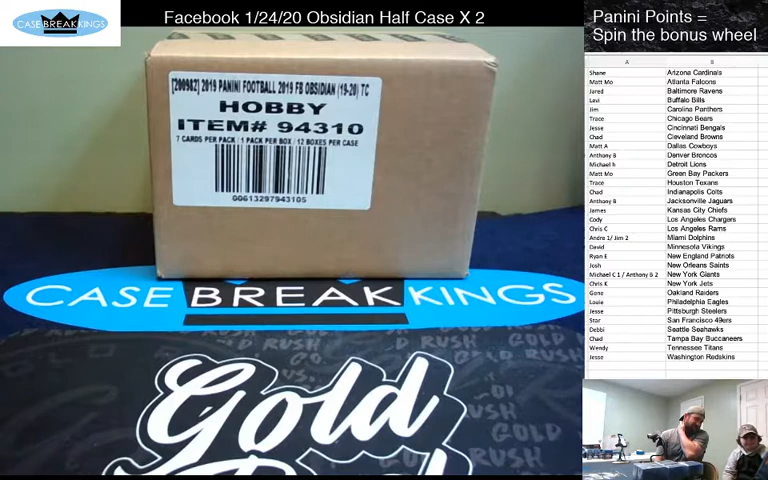 CASE BREAK KINGS
Facebook 1/24/20 Obsidian Half Case X 2
Panini Points =
Spin the bonus wheel
[200982] 2019 PANINI FOOTBALL 2019 FB OBSIDIAN (19-20) TC
HOBBY
ITEM# 94310
7 CARDS PER PACK / 1 PACK PER BOX / 12 BOXES PER CASE
00613297943105
CASE BREAK KINGS
Gold
GOLD
RUSH
GOLD
RUSH
A B
Shane Arizona Cardinals
Matt Mo Atlanta Falcons
Jared Baltimore Ravens
Levi Buffalo Bills
Jim Carolina Panthers
Trace Chicago Bears
Jesse Cincinnati Bengals
Chad Cleveland Browns
Matt A Dallas Cowboys
Anthony B Denver Broncos
Michael h Detroit Lions
Matt Mo Green Bay Packers
Trace Houston Texans
Chad Indianapolis Colts
Anthony B Jacksonville Jaguars
James Kansas City Chiefs
Cody Los Angeles Chargers
Chris C Los Angeles Rams
Andre 1/ Jim 2 Miami Dolphins
David Minnesota Vikings
Ryan E New England Patriots
Josh New Orleans Saints
Michael C 1 / Anthony B 2 New York Giants
Chris K New York Jets
Gone Oakland Raiders
Louie Philadelphia Eagles
Jesse Pittsburgh Steelers
Star San Francisco 49ers
Debbi Seattle Seahawks
Chad Tampa Bay Buccaneers
Wendy Tennessee Titans
Jesse Washington Redskins